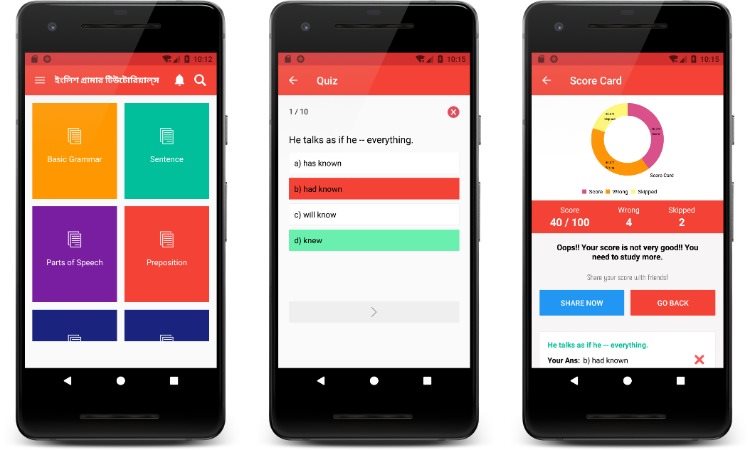 10:12
ইংলিশ গ্রামার টিউটোরিয়ালস
Basic Grammar
Sentence
Parts of Speech
Preposition
10:15
Quiz
1 / 10
He talks as if he -- everything.
a) has known
b) had known
c) will know
d) knew
10:15
Score Card
Skipped
Score Card
Score Wrong Skipped
Score Wrong Skipped
40 / 100 4 2
Oops!! Your score is not very good!! You
need to study more.
Share your score with friends!
SHARE NOW GO BACK
He talks as if he -- everything.
Your Ans: b) had known